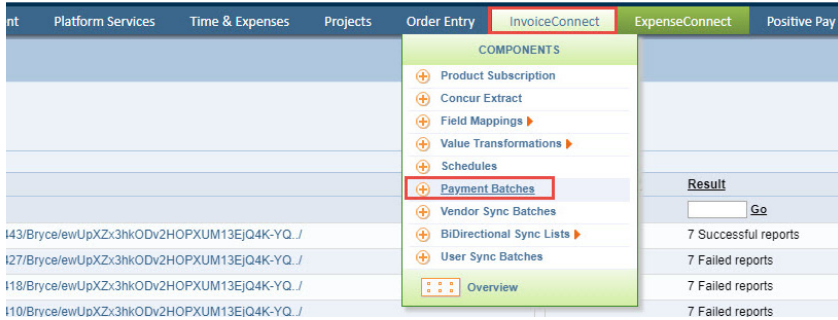 nt Platform Services Time & Expenses Projects Order Entry InvoiceConnect ExpenseConnect Positive Pay
COMPONENTS
Product Subscription
Concur Extract
Field Mappings
Value Transformations
Schedules
Payment Batches
Vendor Sync Batches
BiDirectional Sync Lists
User Sync Batches
Overview
Result
Go
443/Bryce/ewUpXZx3hkODv2HOPXUM13EjQ4K-YQ../ 7 Successful reports
427/Bryce/ewUpXZx3hkODv2HOPXUM13EjQ4K-YQ../ 7 Failed reports
418/Bryce/ewUpXZx3hkODv2HOPXUM13EjQ4K-YQ../ 7 Failed reports
410/Bryce/ewUpXZx3hkODv2HOPXUM13EjQ4K-YQ../ 7 Failed reports